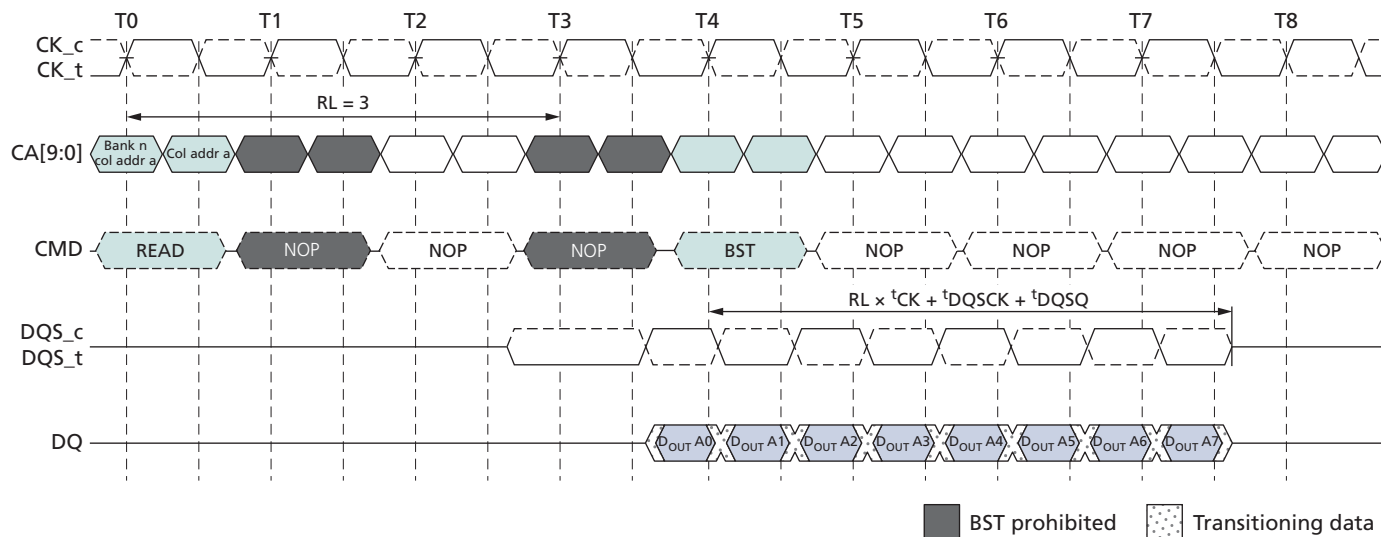 T0 T1 T2 T3 T4 T5 T6 T7 T8
CK_c
CK_t
RL = 3
CA[9:0]
Bank n
col addr a
Col addr a
CMD
READ NOP NOP NOP BST NOP NOP NOP NOP
RL × tCK + tDQSCK + tDQSQ
DQS_c
DQS_t
DQ
DOUT A0 DOUT A1 DOUT A2 DOUT A3 DOUT A4 DOUT A5 DOUT A6 DOUT A7
BST prohibited
Transitioning data